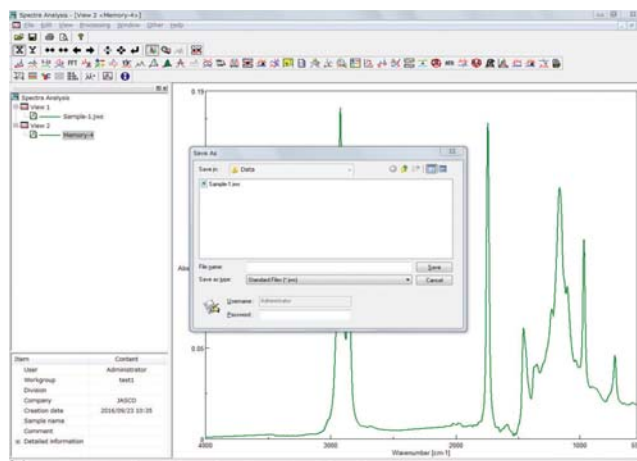 Spectra Analysis - [View 2 <Memory-4>]
File Edit View Processing Window Other Help
Spectra Analysis
View 1
Sample-1.jws
View 2
Memory-4
0.19
Save As
Save in: Data
Sample-1.jws
File name:
Save
Save as type: Standard Files (*.jws)
Cancel
Username: Administrator
Password:
0.05
4000 3000 2000 1000
Wavenumber [cm-1]
Item Content
User Administrator
Workgroup test1
Division
Company JASCO
Creation date 2016/09/23 10:35
Sample name
Comment
Detailed Information